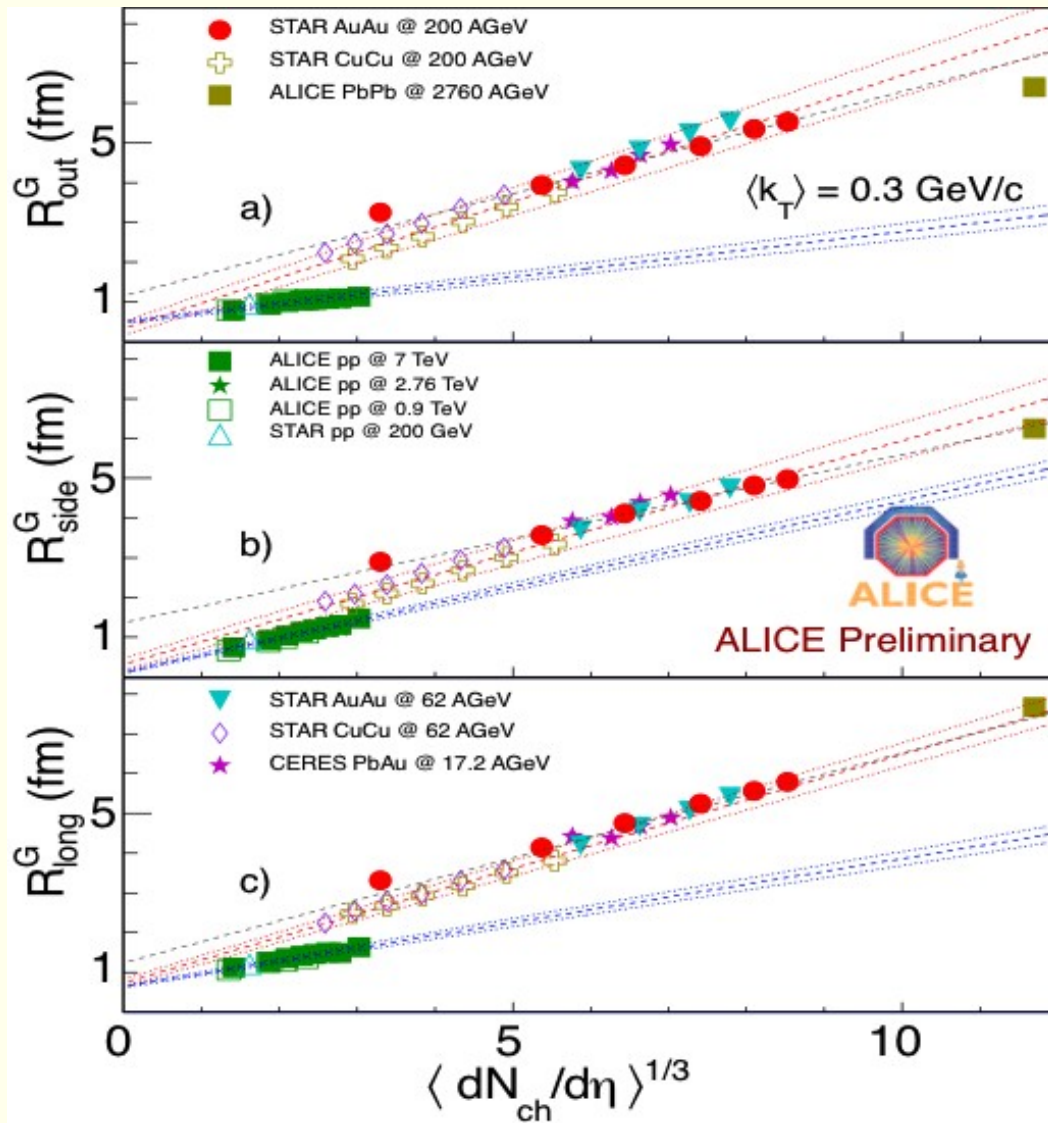 STAR AuAu @ 200 AGeV
STAR CuCu @ 200 AGeV
ALICE PbPb @ 2760 AGeV
R^G_out (fm)
5
1
a)
⟨k_T⟩ = 0.3 GeV/c
ALICE pp @ 7 TeV
ALICE pp @ 2.76 TeV
ALICE pp @ 0.9 TeV
STAR pp @ 200 GeV
R^G_side (fm)
5
1
b)
ALICE
ALICE Preliminary
STAR AuAu @ 62 AGeV
STAR CuCu @ 62 AGeV
CERES PbAu @ 17.2 AGeV
R^G_long (fm)
5
1
c)
0 5 10
⟨ dN_ch/dη ⟩^1/3